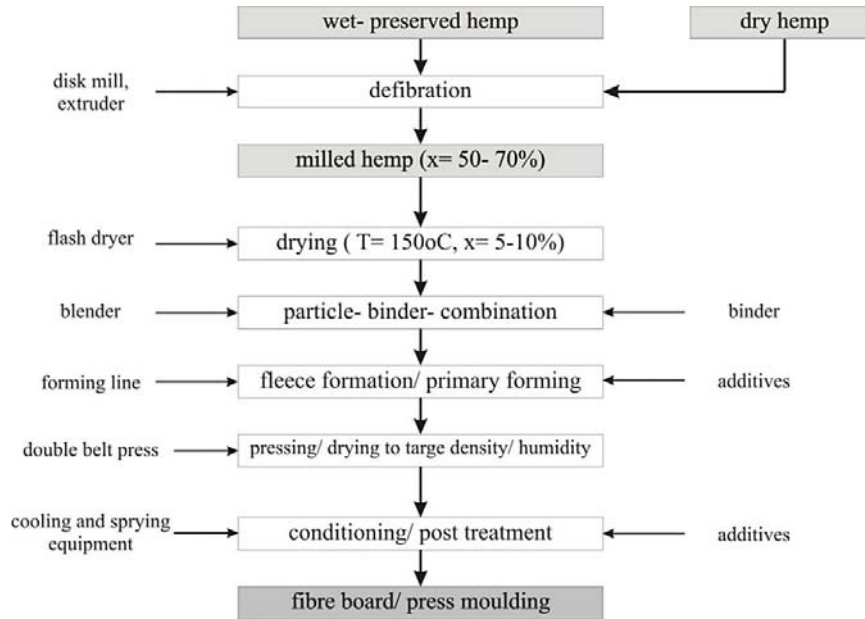 wet- preserved hemp
dry hemp
disk mill,
extruder
defibration
milled hemp (x= 50- 70%)
flash dryer
drying ( T= 150oC, x= 5-10%)
blender
particle- binder- combination
binder
forming line
fleece formation/ primary forming
additives
double belt press
pressing/ drying to targe density/ humidity
cooling and sprying
equipment
conditioning/ post treatment
additives
fibre board/ press moulding